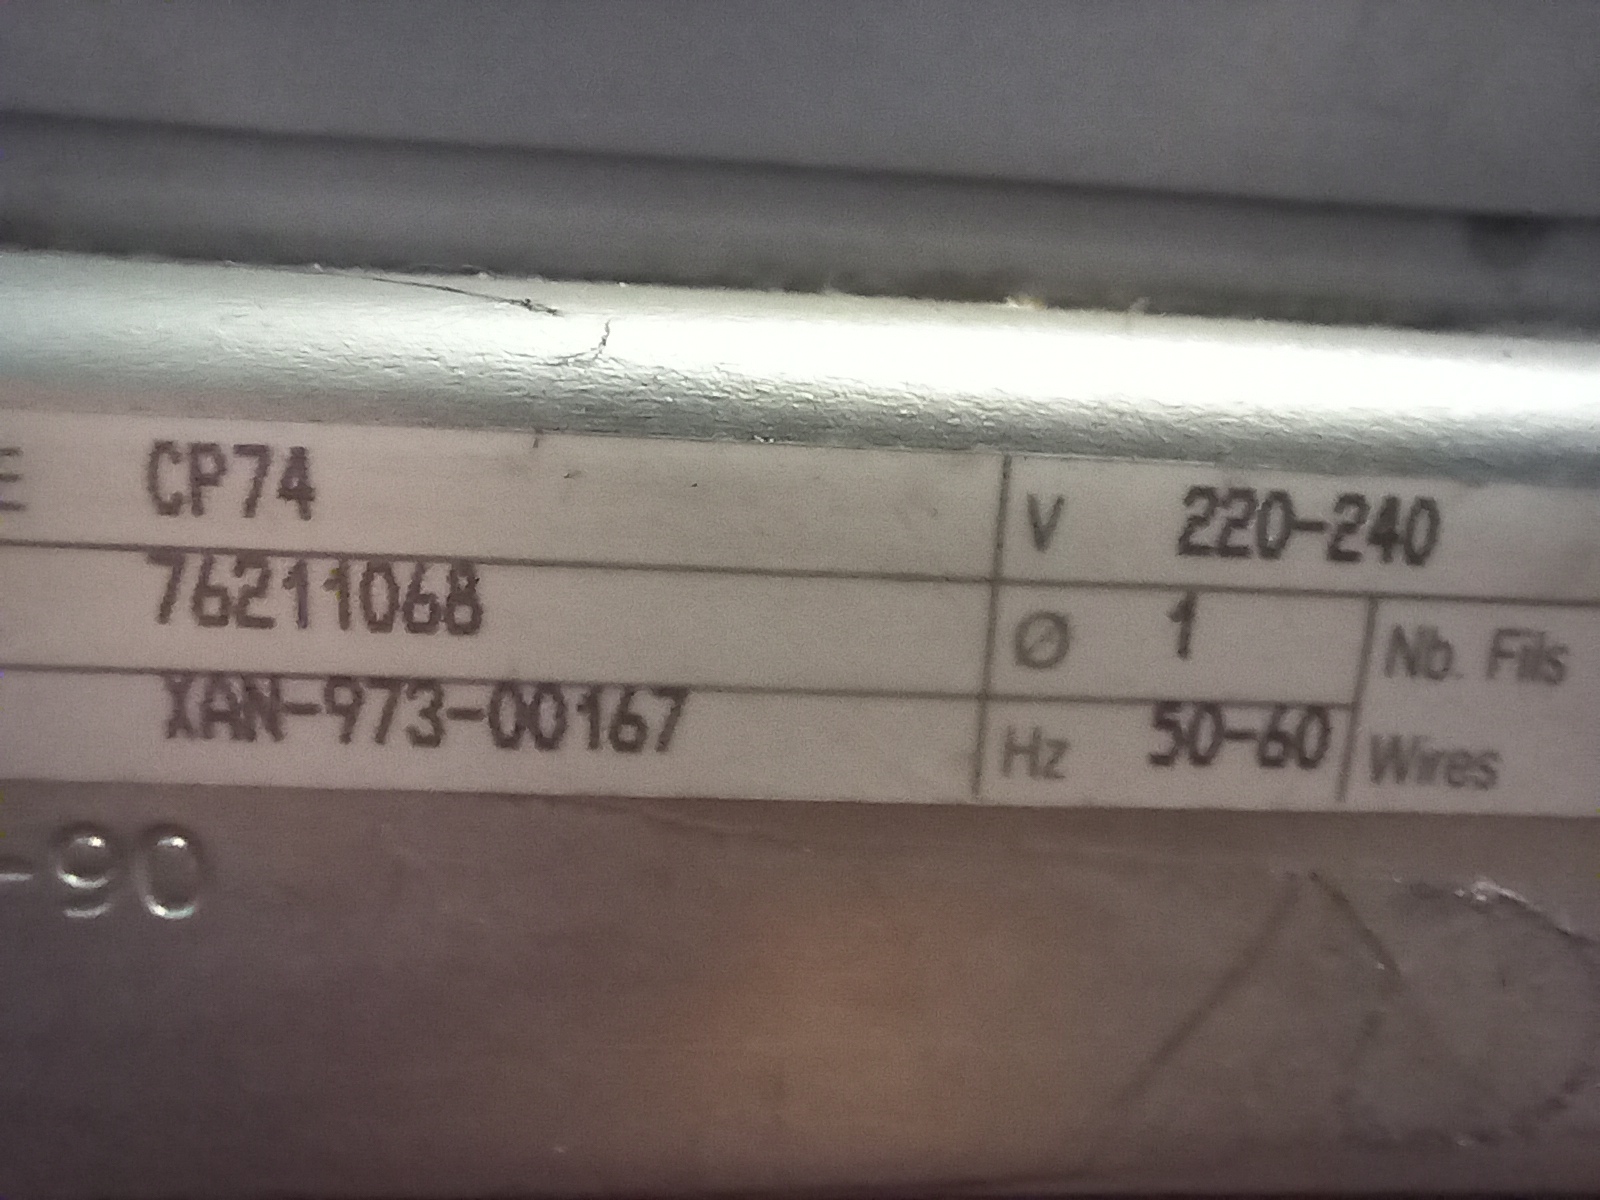 E CP74
76211068
XAN-973-00167
V 220-240
Ø 1
Hz 50-60
Nb. Fils
Wires
-90